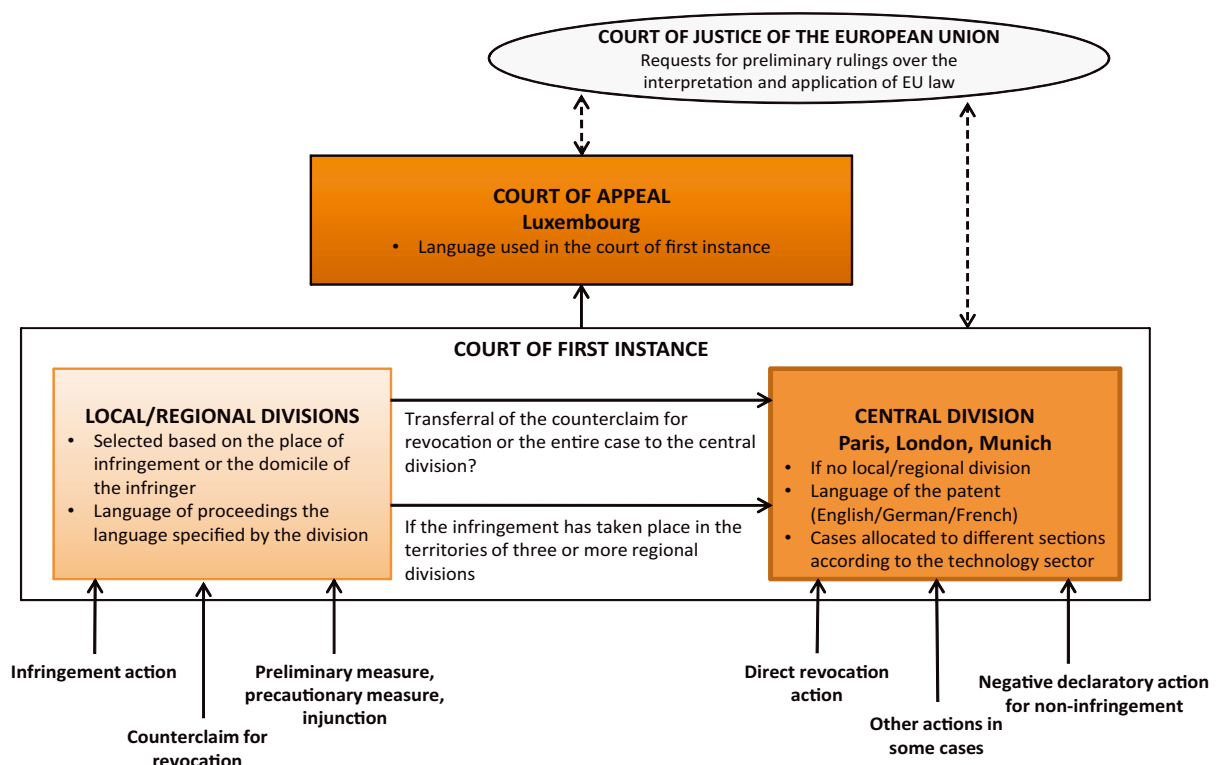 COURT OF JUSTICE OF THE EUROPEAN UNION
Requests for preliminary rulings over the
interpretation and application of EU law
COURT OF APPEAL
Luxembourg
• Language used in the court of first instance
COURT OF FIRST INSTANCE
LOCAL/REGIONAL DIVISIONS
• Selected based on the place of
infringement or the domicile of
the infringer
• Language of proceedings the
language specified by the division
Transferral of the counterclaim for
revocation or the entire case to the central
division?
If the infringement has taken place in the
territories of three or more regional
divisions
CENTRAL DIVISION
Paris, London, Munich
• If no local/regional division
• Language of the patent
(English/German/French)
• Cases allocated to different sections
according to the technology sector
Infringement action
Counterclaim for
revocation
Preliminary measure,
precautionary measure,
injunction
Direct revocation
action
Other actions in
some cases
Negative declaratory action
for non-infringement